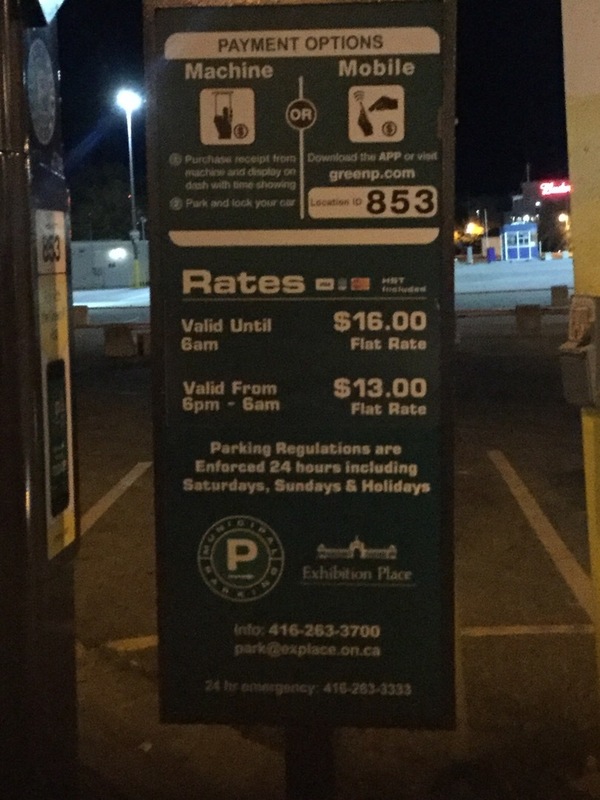 PAYMENT OPTIONS
Machine
OR
Mobile
1 Purchase receipt from
machine and display on
dash with time showing
2 Park and lock your car
Download the APP or visit
greenp.com
Location ID 853
853
Rates HST
Included
Valid Until $16.00
6am Flat Rate
Valid From $13.00
6pm - 6am Flat Rate
Parking Regulations are
Enforced 24 hours including
Saturdays, Sundays & Holidays
MUNICIPAL PARKING
P
Exhibition Place
Info: 416-263-3700
park@explace.on.ca
24 hr emergency: 416-263-3333